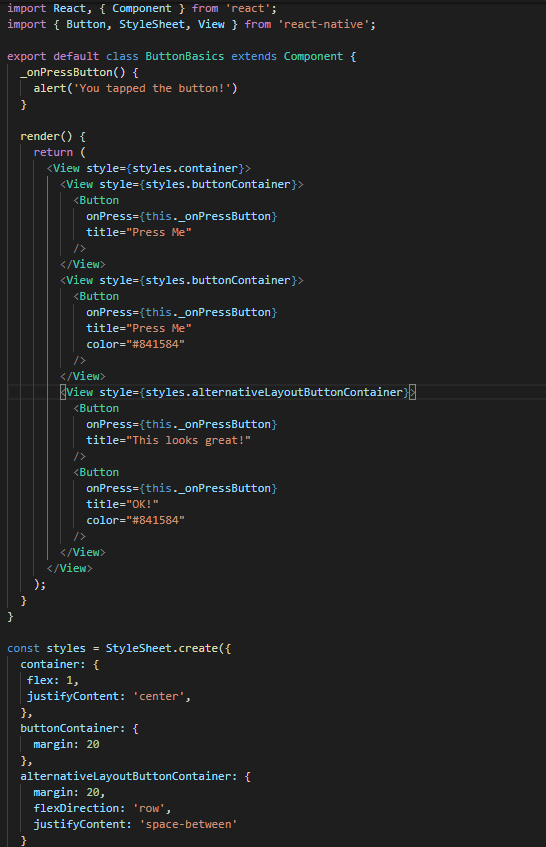 import React, { Component } from 'react';
import { Button, StyleSheet, View } from 'react-native';

export default class ButtonBasics extends Component {
  _onPressButton() {
    alert('You tapped the button!')
  }

  render() {
    return (
      <View style={styles.container}>
        <View style={styles.buttonContainer}>
          <Button
            onPress={this._onPressButton}
            title="Press Me"
          />
        </View>
        <View style={styles.buttonContainer}>
          <Button
            onPress={this._onPressButton}
            title="Press Me"
            color="#841584"
          />
        </View>
        <View style={styles.alternativeLayoutButtonContainer}>
          <Button
            onPress={this._onPressButton}
            title="This looks great!"
          />
          <Button
            onPress={this._onPressButton}
            title="OK!"
            color="#841584"
          />
        </View>
      </View>
    );
  }
}

const styles = StyleSheet.create({
  container: {
   flex: 1,
   justifyContent: 'center',
  },
  buttonContainer: {
    margin: 20
  },
  alternativeLayoutButtonContainer: {
    margin: 20,
    flexDirection: 'row',
    justifyContent: 'space-between'
  }